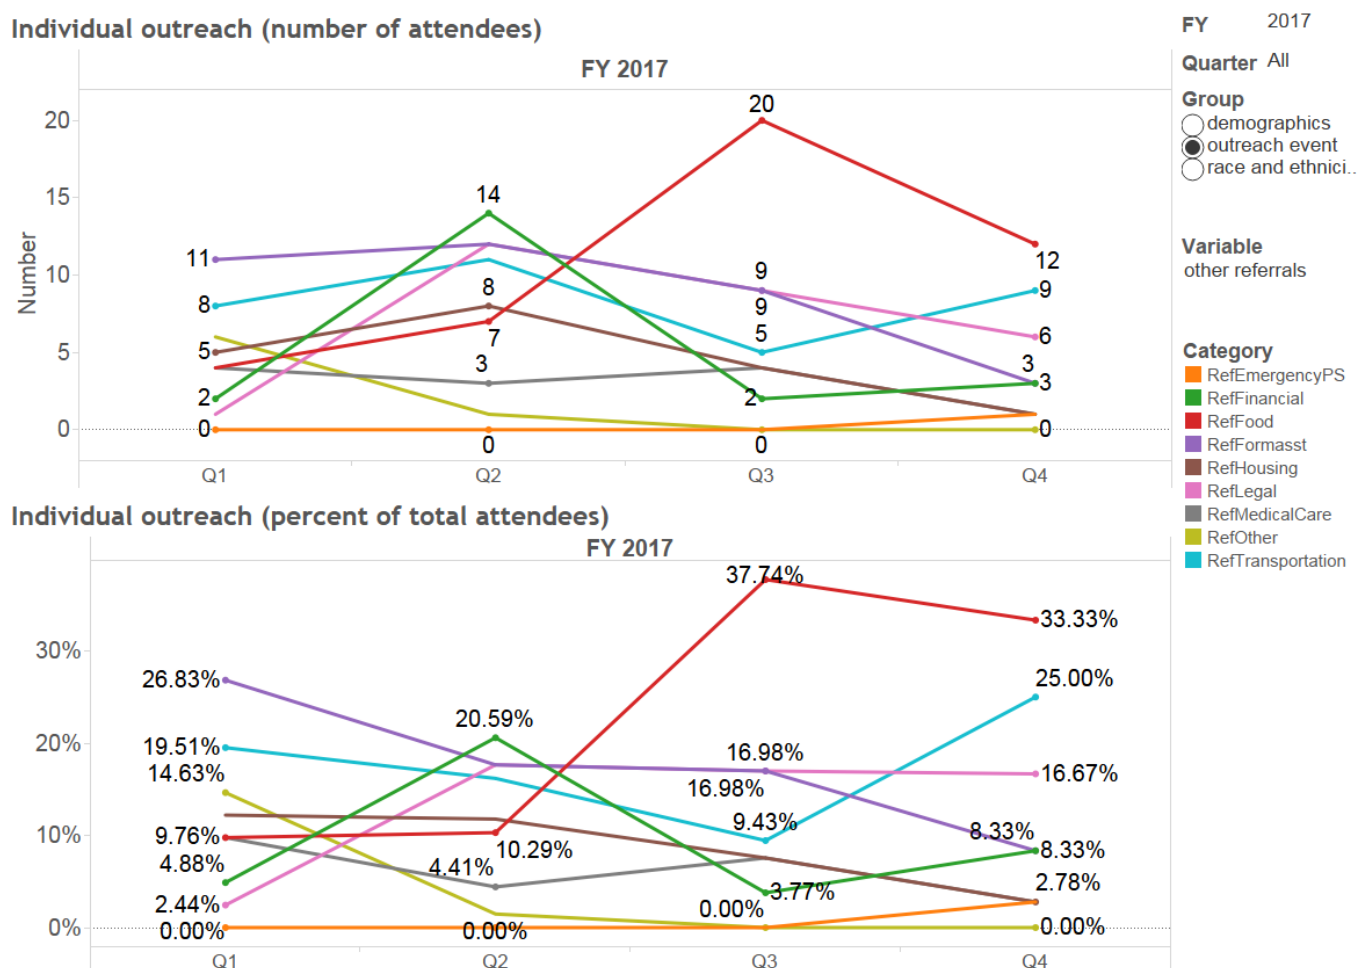 Individual outreach (number of attendees)
FY 2017
Number
20
15
10
5
0
11
8
5
2
0
14
8
7
3
0
20
9
9
5
2
0
12
9
6
3
3
0
Q1
Q2
Q3
Q4
Individual outreach (percent of total attendees)
FY 2017
30%
20%
10%
0%
26.83%
19.51%
14.63%
9.76%
4.88%
2.44%
0.00%
20.59%
10.29%
4.41%
0.00%
37.74%
16.98%
16.98%
9.43%
3.77%
0.00%
33.33%
25.00%
16.67%
8.33%
8.33%
2.78%
0.00%
Q1
Q2
Q3
Q4
FY 2017
Quarter All
Group
demographics
outreach event
race and ethnici..
Variable
other referrals
Category
RefEmergencyPS
RefFinancial
RefFood
RefFormasst
RefHousing
RefLegal
RefMedicalCare
RefOther
RefTransportation